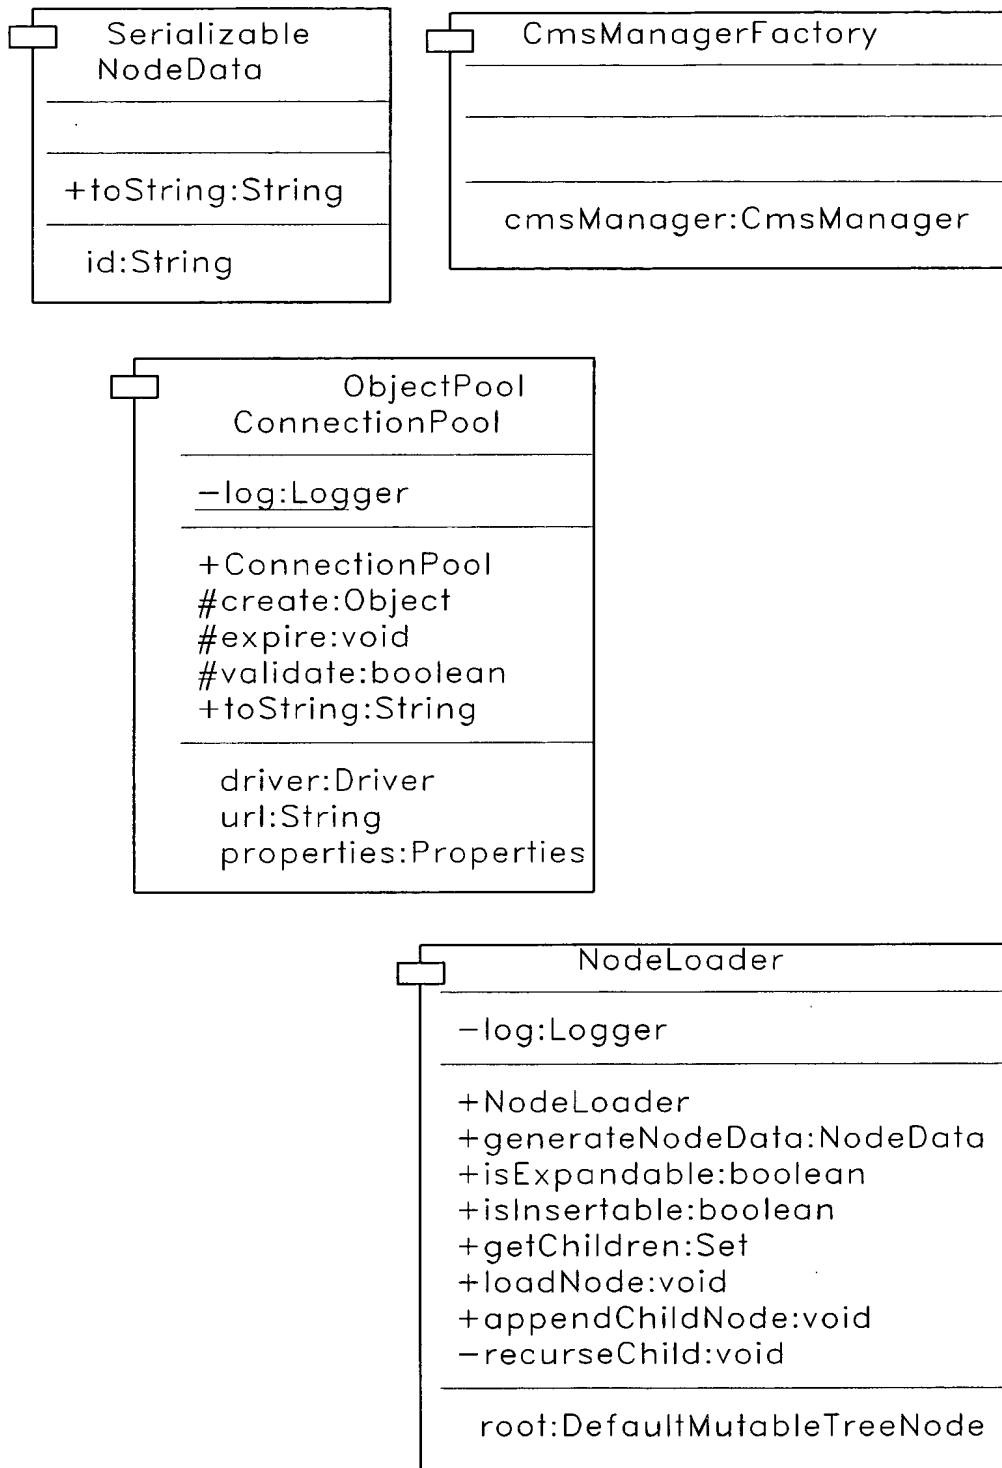 Serializable
NodeData
+toString:String
id:String
CmsManagerFactory
cmsManager:CmsManager
ObjectPool
ConnectionPool
-log:Logger
+ConnectionPool
#create:Object
#expire:void
#validate:boolean
+toString:String
driver:Driver
url:String
properties:Properties
NodeLoader
-log:Logger
+NodeLoader
+generateNodeData:NodeData
+isExpandable:boolean
+isInsertable:boolean
+getChildren:Set
+loadNode:void
+appendChildNode:void
-recurseChild:void
root:DefaultMutableTreeNode